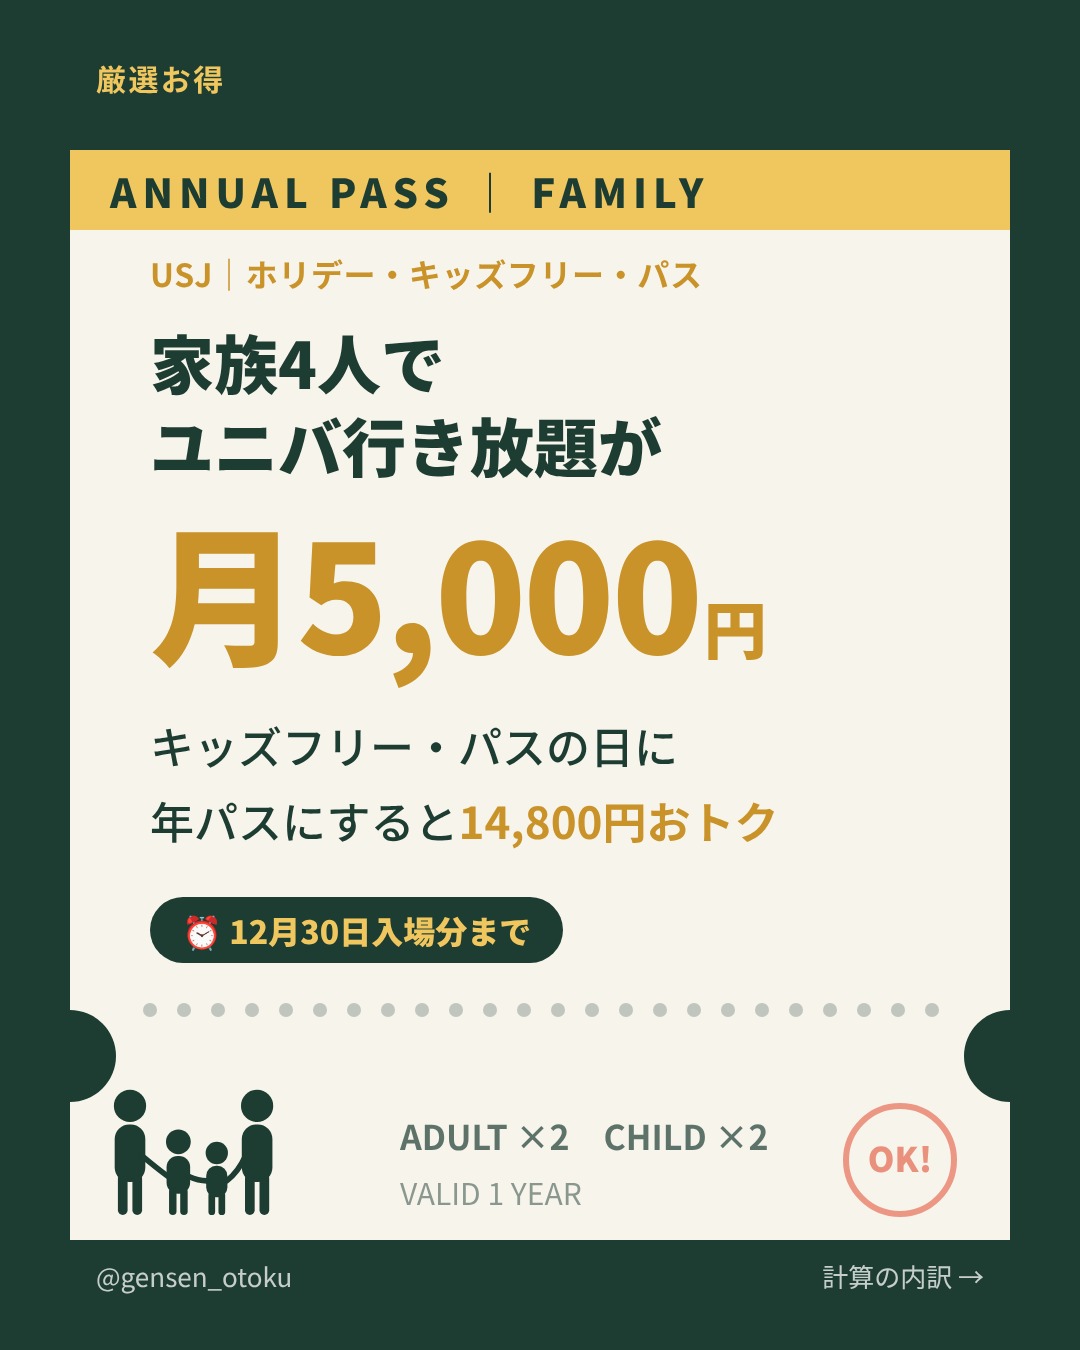 厳選お得
ANNUAL PASS｜FAMILY
USJ｜ホリデー・キッズフリー・パス
家族4人で
ユニバ行き放題が
月5,000円
キッズフリー・パスの日に
年パスにすると14,800円おトク
⏰ 12月30日入場分まで
ADULT ×2 CHILD ×2
VALID 1 YEAR
OK!
@gensen_otoku
計算の内訳 →